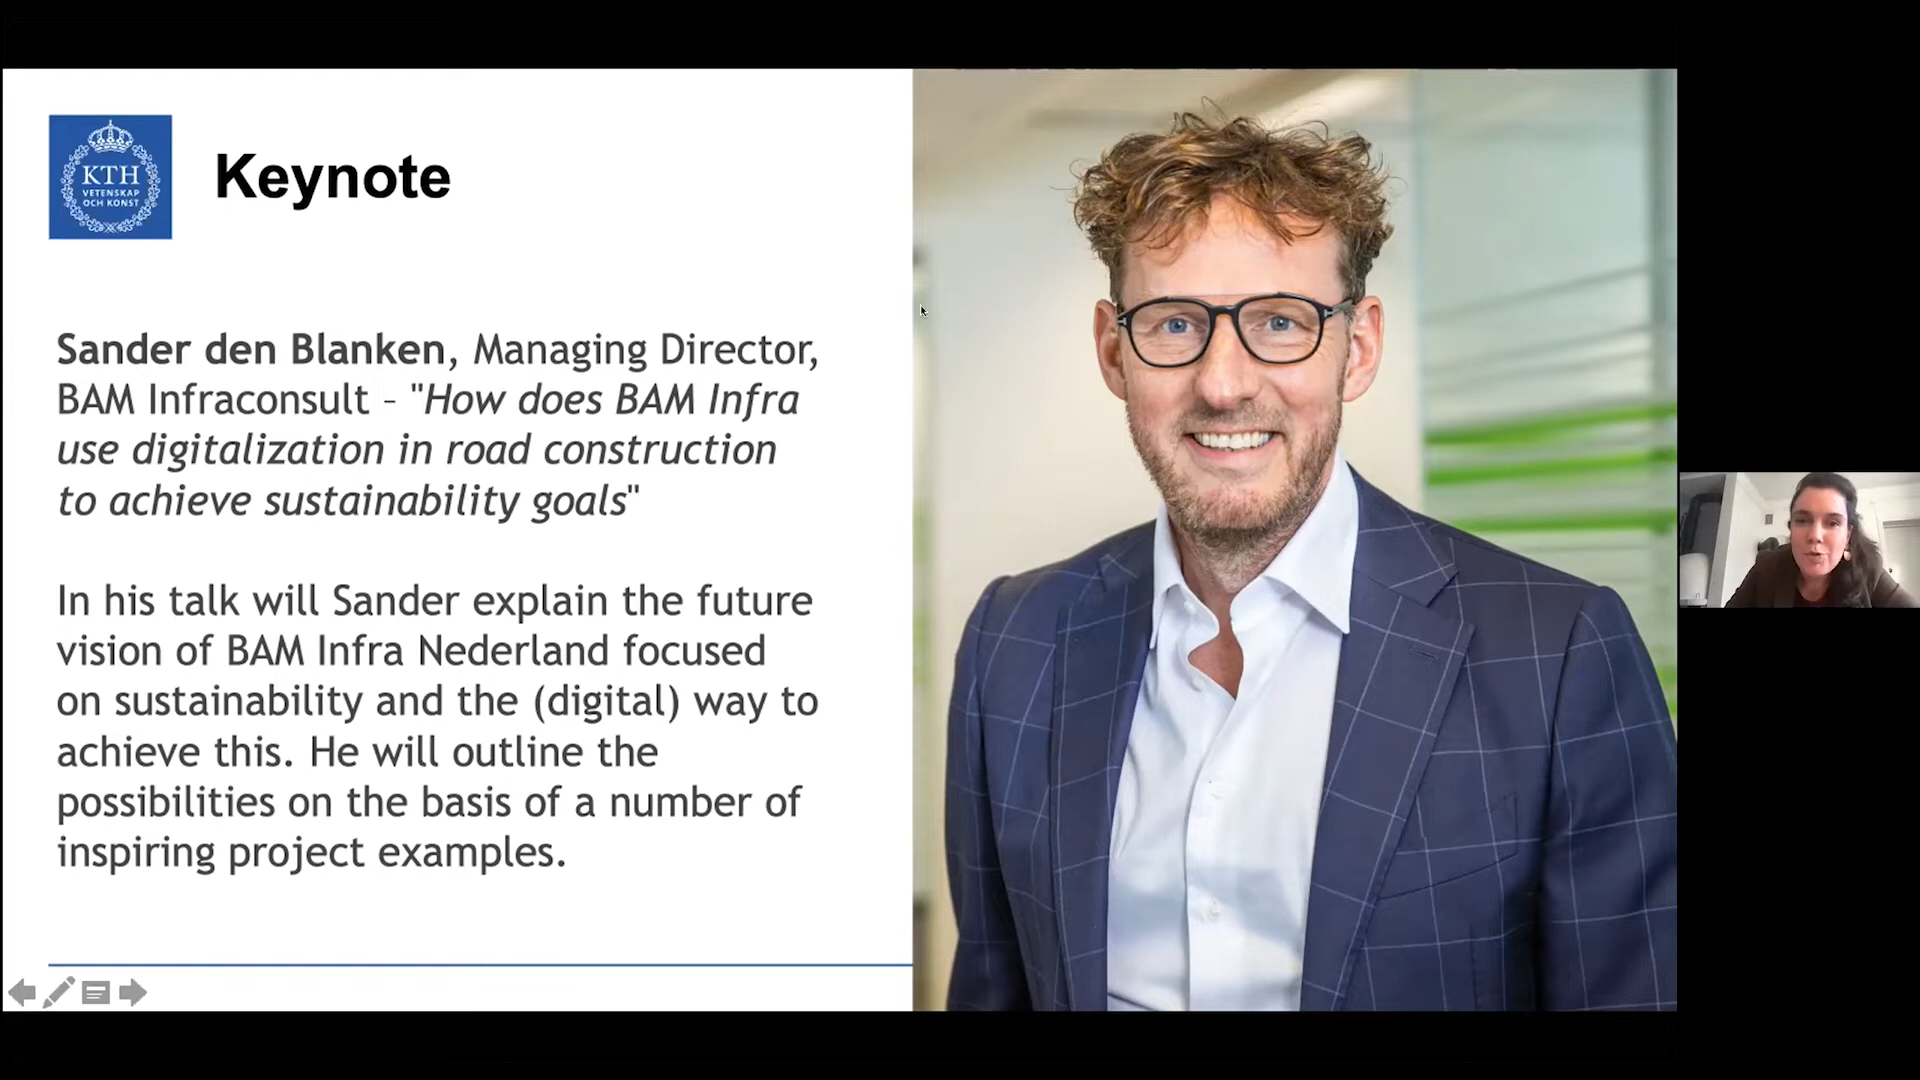 KTH
VETENSKAP
OCH KONST
Keynote
Sander den Blanken, Managing Director,
BAM Infraconsult – "How does BAM Infra
use digitalization in road construction
to achieve sustainability goals"
In his talk will Sander explain the future
vision of BAM Infra Nederland focused
on sustainability and the (digital) way to
achieve this. He will outline the
possibilities on the basis of a number of
inspiring project examples.